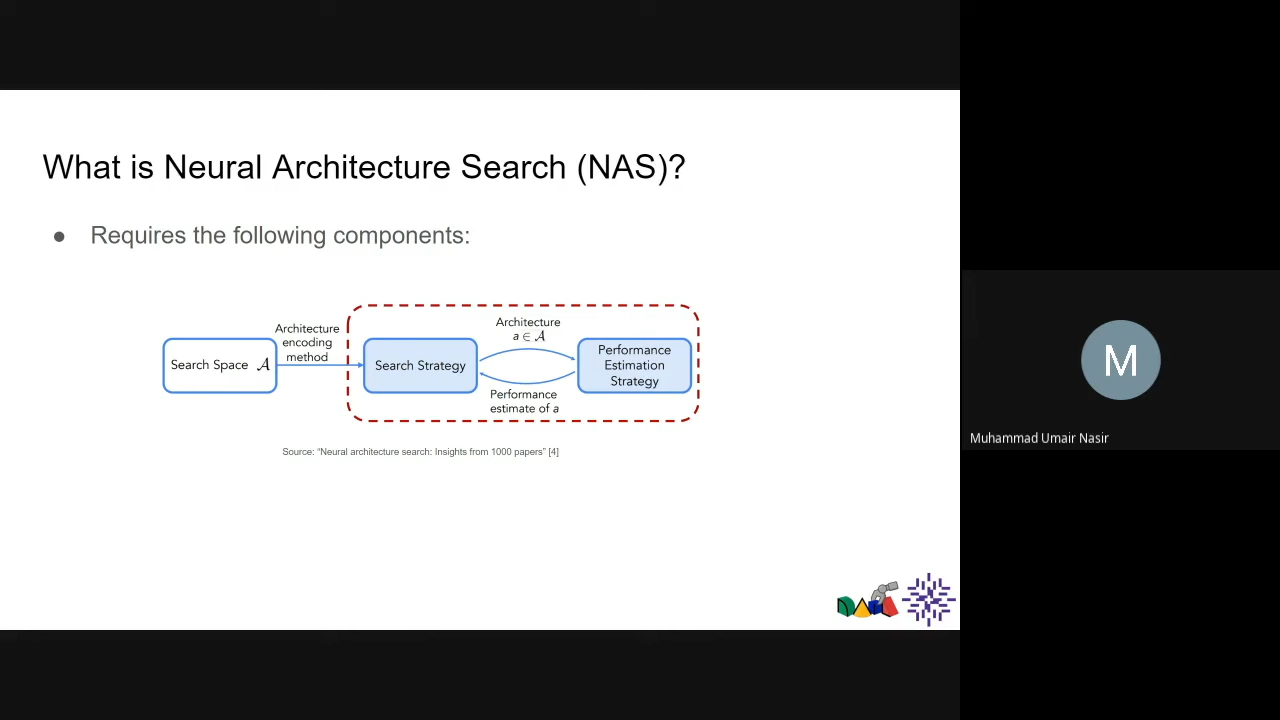 What is Neural Architecture Search (NAS)?
● Requires the following components:
Architecture
encoding
method
Search Space 𝒜
Search Strategy
Architecture
a ∈ 𝒜
Performance
Estimation
Strategy
Performance
estimate of a
Source: “Neural architecture search: Insights from 1000 papers” [4]
M
Muhammad Umair Nasir